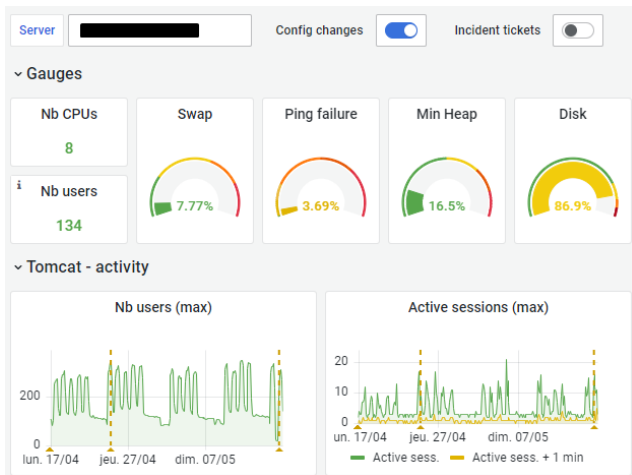 Server Config changes Incident tickets
Gauges
Nb CPUs Swap Ping failure Min Heap Disk
8
i Nb users
7.77% 3.69% 16.5% 86.9%
134
Tomcat - activity
Nb users (max) Active sessions (max)
200
0
lun. 17/04 jeu. 27/04 dim. 07/05
20
10
0
un. 17/04 jeu. 27/04 dim. 07/05
Active sess. Active sess. + 1 min